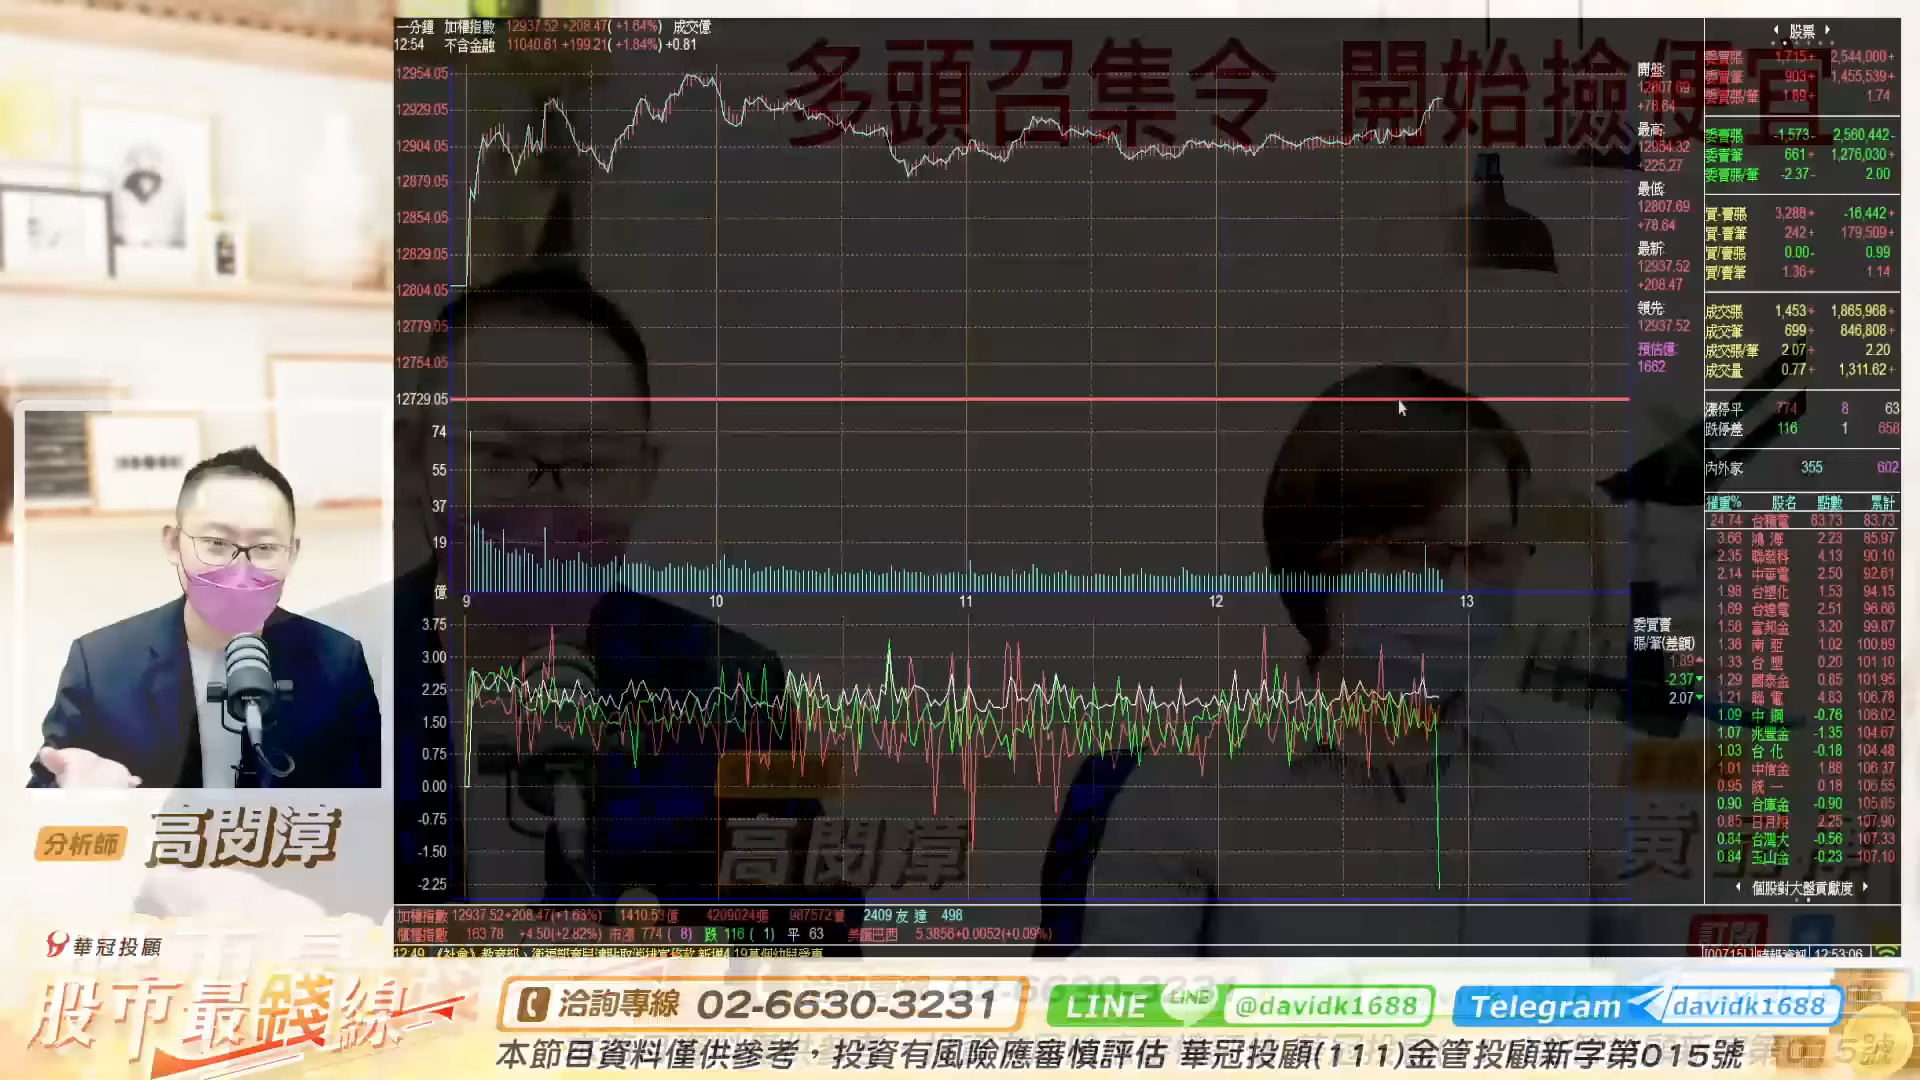 一分鐘 加權指數 12937.52 +208.47( +1.64%) 成交億
12:54 不含金融 11040.61 +199.21( +1.84%) +0.81
多頭召集令 開始撿便宜
12954.05
12929.05
12904.05
12879.05
12854.05
12829.05
12804.05
12779.05
12754.05
12729.05
74
55
37
19
億
9 10 11 12 13
3.75
3.00
2.25
1.50
0.75
0.00
-0.75
-1.50
-2.25
開盤
12807.69
+78.64
最高
12954.32
+225.27
最低
12807.69
+78.64
最新
12937.52
+208.47
領先
12937.52
預估億
1662
委買賣
張/筆(差額)
1.89
-2.37
2.07
股票
委買張 1,715+ 2,544,000+
委買筆 903+ 1,455,539+
委買張/筆 1.89+ 1.74
委賣張 -1,573- 2,560,442-
委賣筆 661+ 1,276,030+
委賣張/筆 -2.37- 2.00
買-賣張 3,288+ -16,442+
買-賣筆 242+ 179,509+
買/賣張 0.00- 0.99
買/賣筆 1.36+ 1.14
成交張 1,453+ 1,865,968+
成交筆 699+ 846,808+
成交張/筆 2.07+ 2.20
成交量 0.77+ 1,311.62+
漲停平 774 8 63
跌停差 116 1 658
內外家 355 602
權重% 股名 點數 累計
24.74 台積電 83.73 83.73
3.66 鴻海 2.23 85.97
2.35 聯發科 4.13 90.10
2.14 中華電 2.50 92.61
1.98 台塑化 1.53 94.15
1.69 台達電 2.51 96.66
1.58 富邦金 3.20 99.87
1.38 南亞 1.02 100.89
1.33 台塑 0.20 101.10
1.29 國泰金 0.85 101.95
1.21 聯電 4.83 106.78
1.09 中鋼 -0.76 106.02
1.07 兆豐金 -1.35 104.67
1.03 台化 -0.18 104.48
1.01 中信金 1.88 106.37
0.95 統一 0.18 106.55
0.90 合庫金 -0.90 105.65
0.85 日月投 2.25 107.90
0.84 台灣大 -0.56 107.33
0.84 玉山金 -0.23 107.10
個股對大盤貢獻度
加權指數 12937.52+208.47(+1.63%) 1410.53億 4209024張 987572筆 2409 友達 498
櫃檯指數 163.78 +4.50(+2.82%) 市漲 774 ( 8) 跌 116 ( 1) 平 63 美匯巴西 5.3856+0.0052(+0.09%)
12:49
12:53:06
訂閱
分析師 高閔漳
高閔漳
黃
華冠投顧
股市最錢線
洽詢專線 02-6630-3231
LINE LINE @davidk1688
Telegram davidk1688
本節目資料僅供參考，投資有風險應審慎評估 華冠投顧(111)金管投顧新字第015號